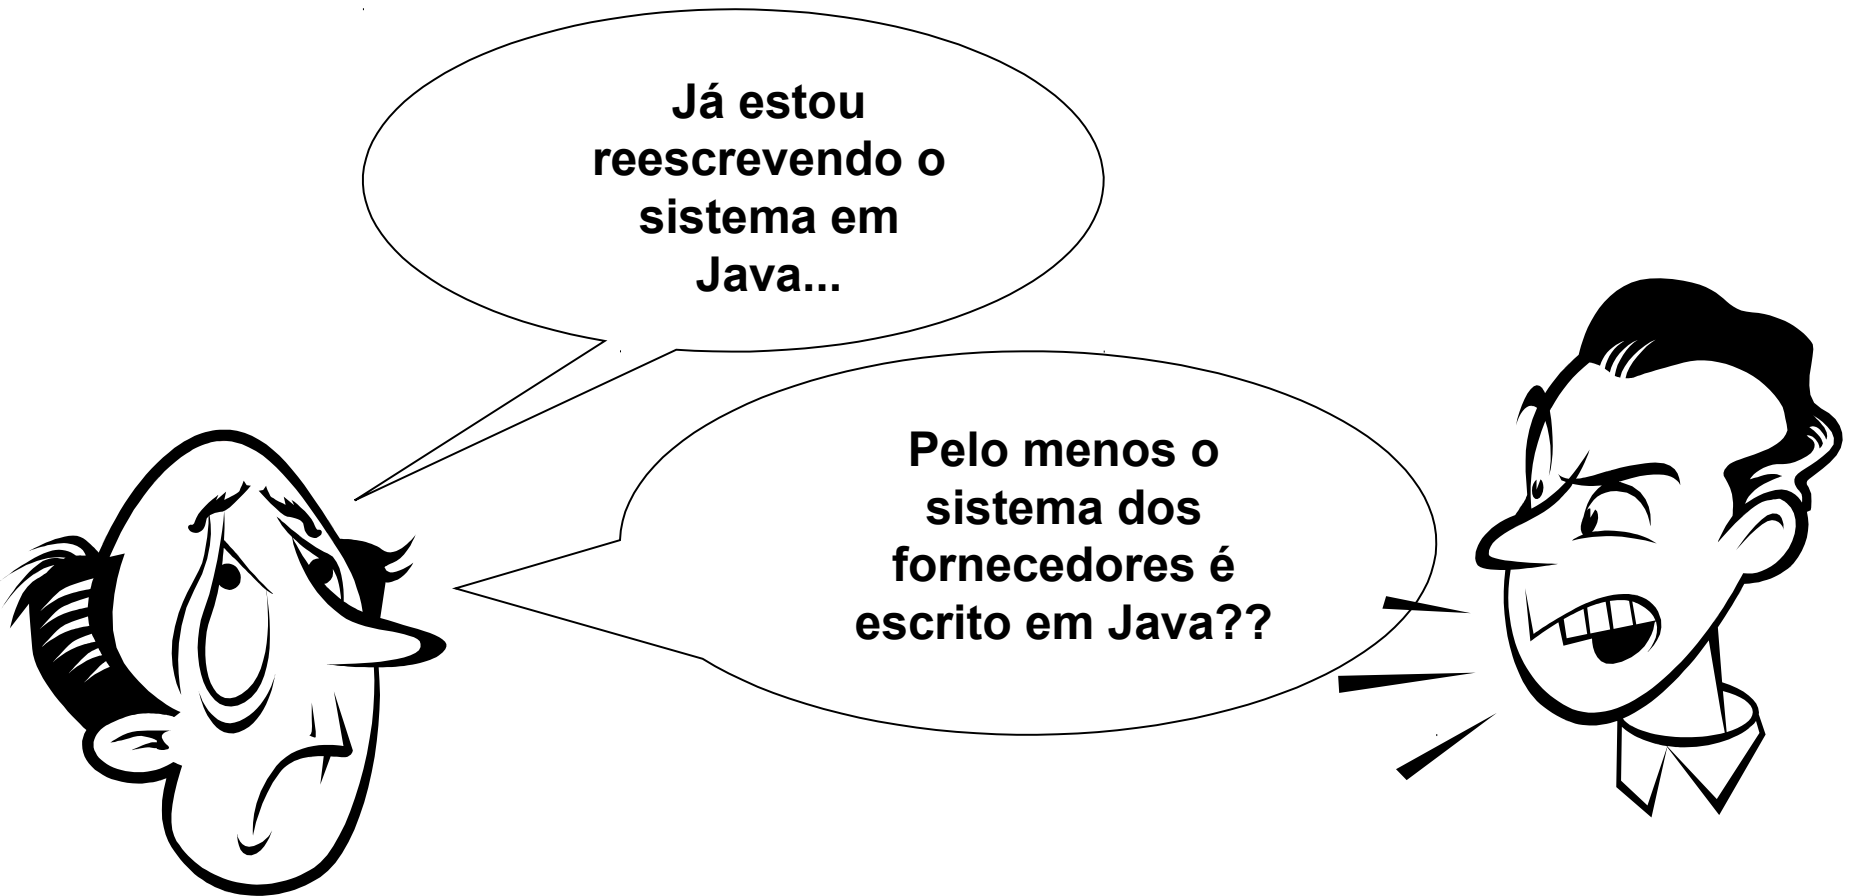 Já estou
reescrevendo o
sistema em
Java...
Pelo menos o
sistema dos
fornecedores é
escrito em Java??